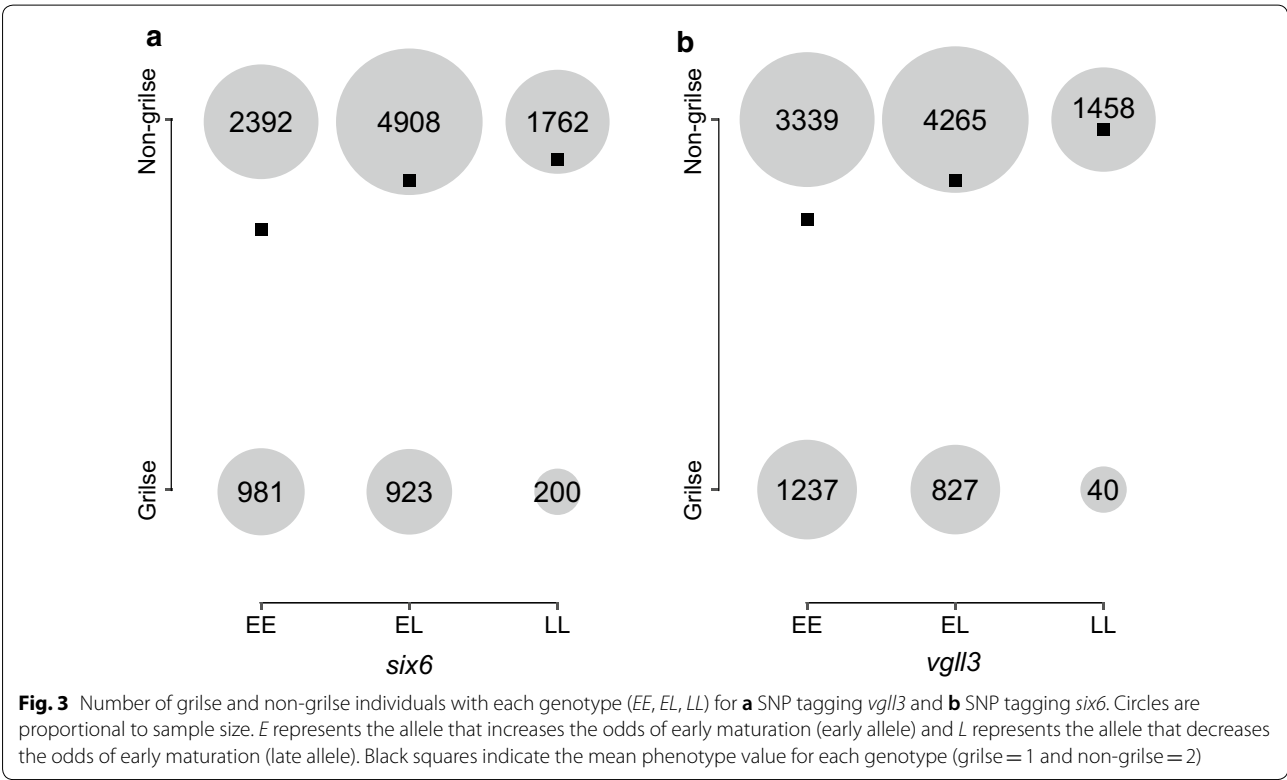 a
b
Non-grilse
2392
4908
1762
Non-grilse
3339
4265
1458
Grilse
981
923
200
Grilse
1237
827
40
EE
EL
LL
EE
EL
LL
six6
vgll3
Fig. 3 Number of grilse and non-grilse individuals with each genotype (EE, EL, LL) for a SNP tagging vgll3 and b SNP tagging six6. Circles are
proportional to sample size. E represents the allele that increases the odds of early maturation (early allele) and L represents the allele that decreases
the odds of early maturation (late allele). Black squares indicate the mean phenotype value for each genotype (grilse = 1 and non-grilse = 2)